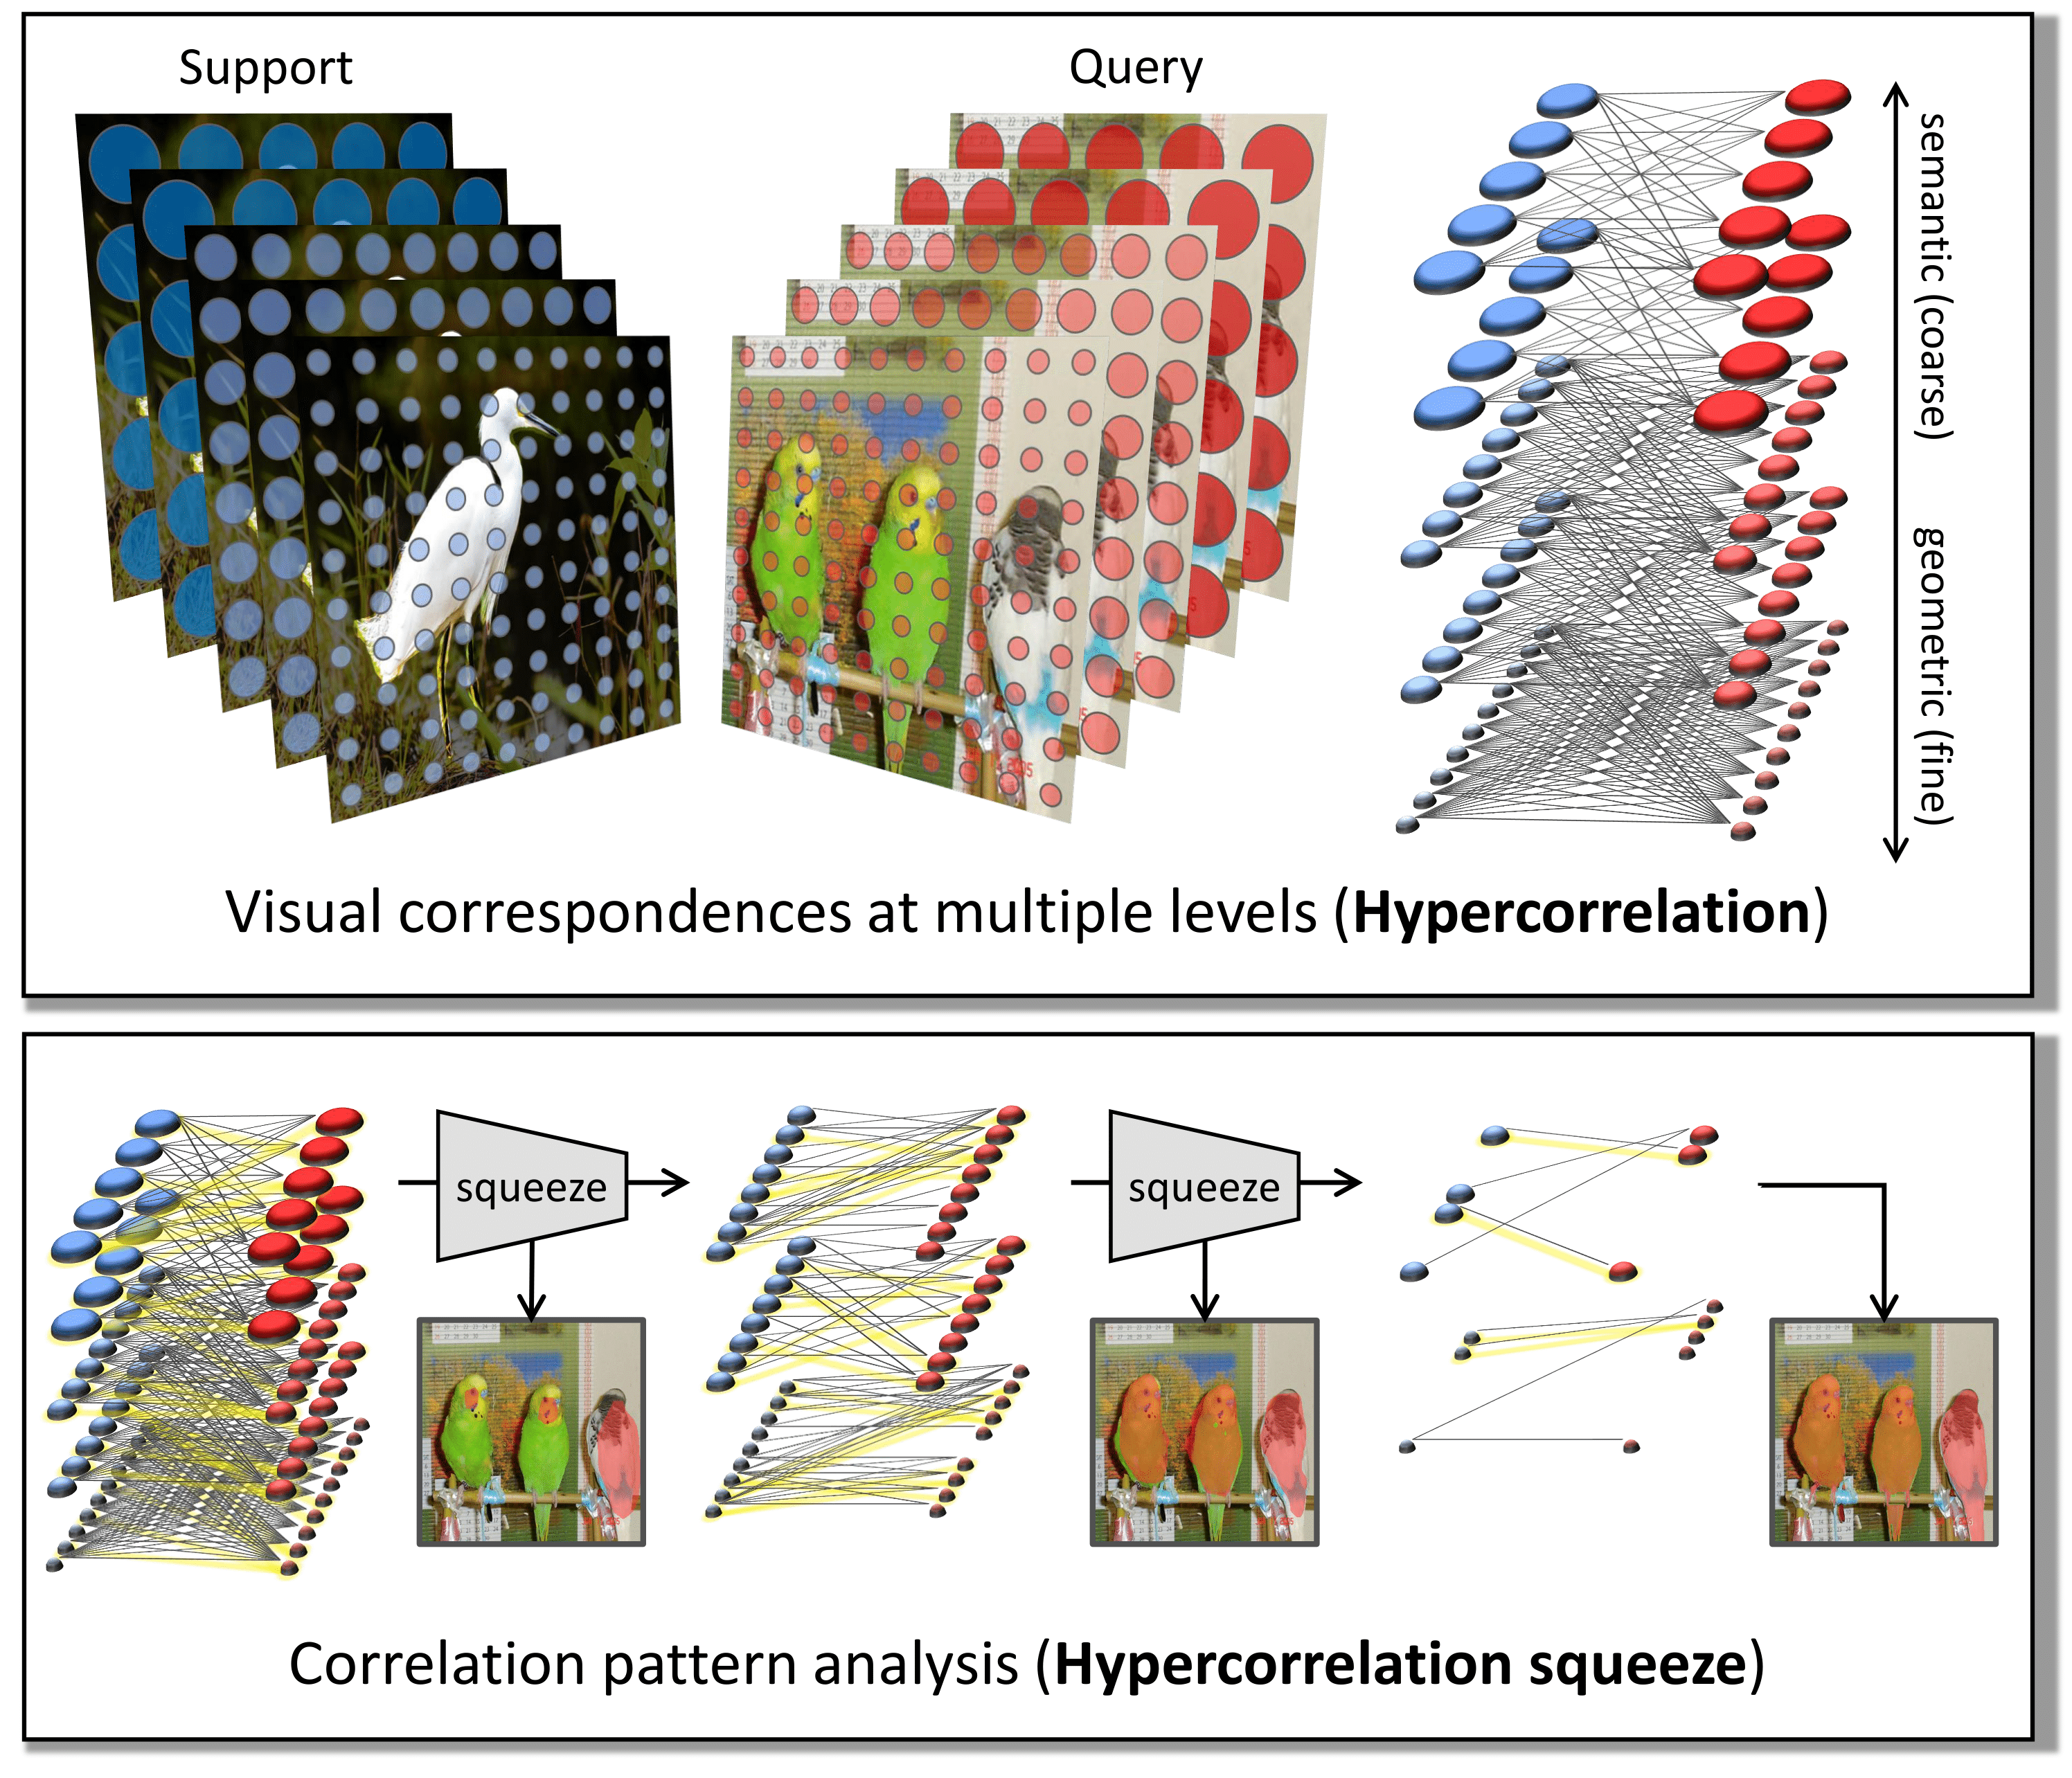 Support
Query
semantic (coarse)
geometric (fine)
Visual correspondences at multiple levels (Hypercorrelation)
squeeze
squeeze
Correlation pattern analysis (Hypercorrelation squeeze)